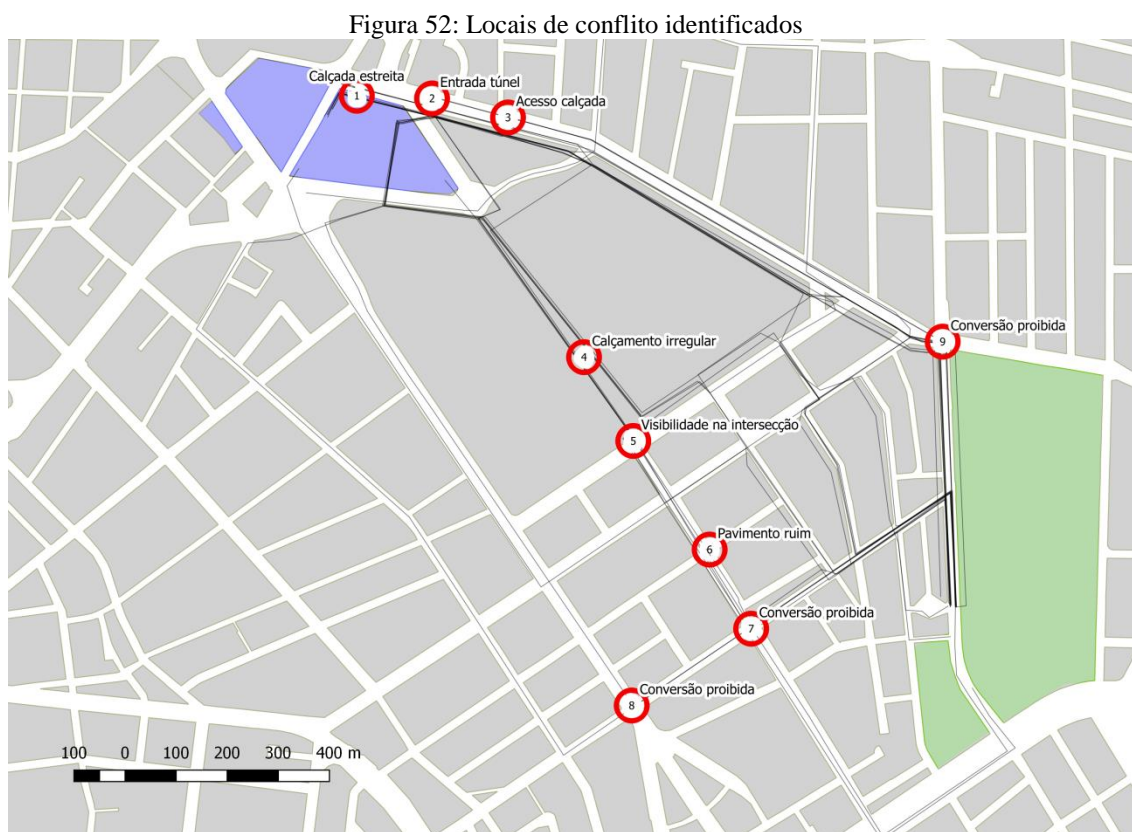 Figura 52: Locais de conflito identificados
Calçada estreita
1
Entrada túnel
2
Acesso calçada
3
Conversão proibida
9
Calçamento irregular
4
Visibilidade na intersecção
5
Pavimento ruim
6
Conversão proibida
7
Conversão proibida
8
100 0 100 200 300 400 m